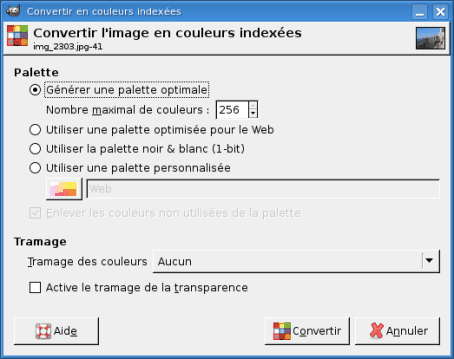 Convertir en couleurs indexées
Convertir l'image en couleurs indexées
img_2303.jpg-41
Palette
Générer une palette optimale
Nombre maximal de couleurs : 256
Utiliser une palette optimisée pour le Web
Utiliser la palette noir & blanc (1-bit)
Utiliser une palette personnalisée
Web
Enlever les couleurs non utilisées de la palette
Tramage
Tramage des couleurs Aucun
Active le tramage de la transparence
Aide Convertir Annuler